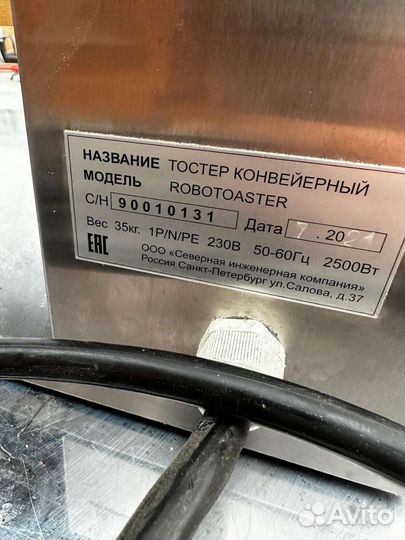 НАЗВАНИЕ ТОСТЕР КОНВЕЙЕРНЫЙ
МОДЕЛЬ ROBOTOASTER
С/Н 90010131 Дата 7.2021
Вес 35кг. 1P/N/PE 230В 50-60Гц 2500Вт
ЕАС ООО «Северная инженерная компания»
Россия Санкт-Петербург ул.Салова, д.37
Avito